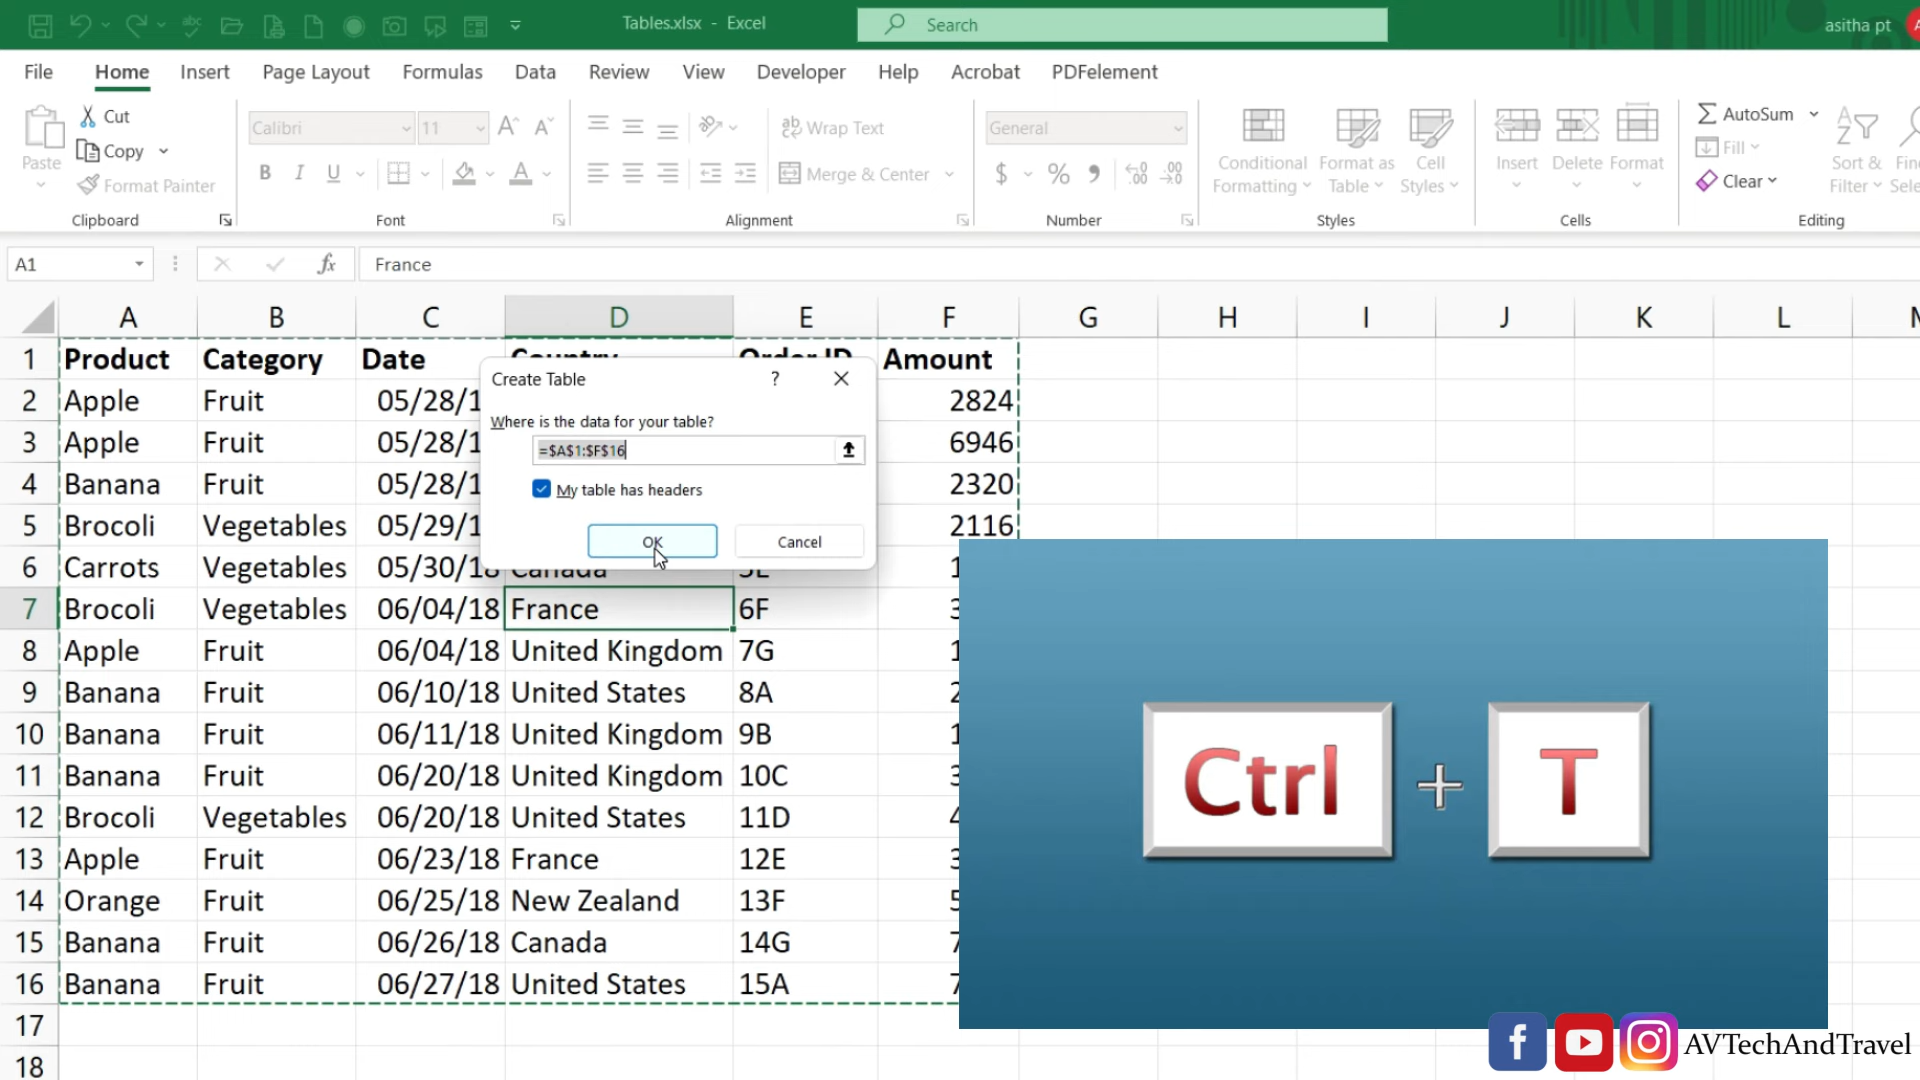 Tables.xlsx - Excel
Search
asitha pt
File Home Insert Page Layout Formulas Data Review View Developer Help Acrobat PDFelement
Paste
Cut
Copy
Format Painter
Clipboard
Calibri 11
B I U
Font
Wrap Text
Merge & Center
Alignment
General
$ % ,
Number
Conditional Formatting
Format as Table
Cell Styles
Styles
Insert Delete Format
Cells
AutoSum
Fill
Clear
Sort & Filter
Editing
A1 fx France
A B C D E F G H I J K L
1 Product Category Date Amount
2 Apple Fruit 05/28/1 2824
3 Apple Fruit 05/28/1 6946
4 Banana Fruit 05/28/1 2320
5 Brocoli Vegetables 05/29/1 2116
6 Carrots Vegetables 05/30/18 Canada
7 Brocoli Vegetables 06/04/18 France 6F
8 Apple Fruit 06/04/18 United Kingdom 7G
9 Banana Fruit 06/10/18 United States 8A
10 Banana Fruit 06/11/18 United Kingdom 9B
11 Banana Fruit 06/20/18 United Kingdom 10C
12 Brocoli Vegetables 06/20/18 United States 11D
13 Apple Fruit 06/23/18 France 12E
14 Orange Fruit 06/25/18 New Zealand 13F
15 Banana Fruit 06/26/18 Canada 14G
16 Banana Fruit 06/27/18 United States 15A
17
18
Create Table ?
Where is the data for your table?
=$A$1:$F$16
My table has headers
OK Cancel
Ctrl + T
AVTechAndTravel